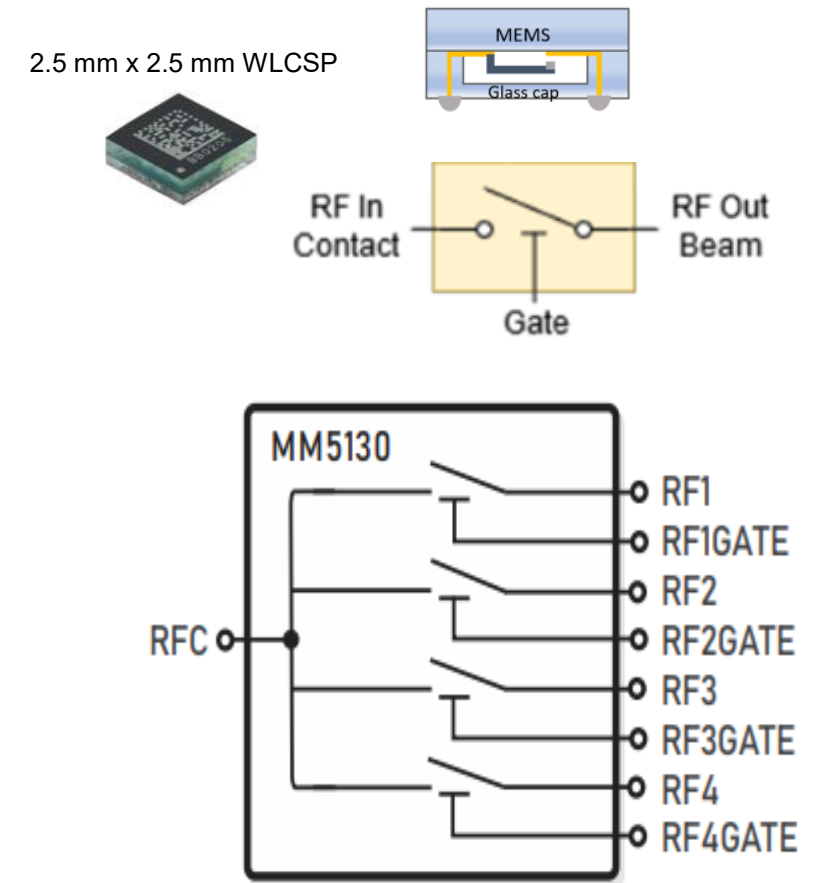 2.5 mm x 2.5 mm WLCSP
MEMS
Glass cap
BB0205
RF In
Contact
RF Out
Beam
Gate
MM5130
RF1
RF1GATE
RF2
RFC
RF2GATE
RF3
RF3GATE
RF4
RF4GATE